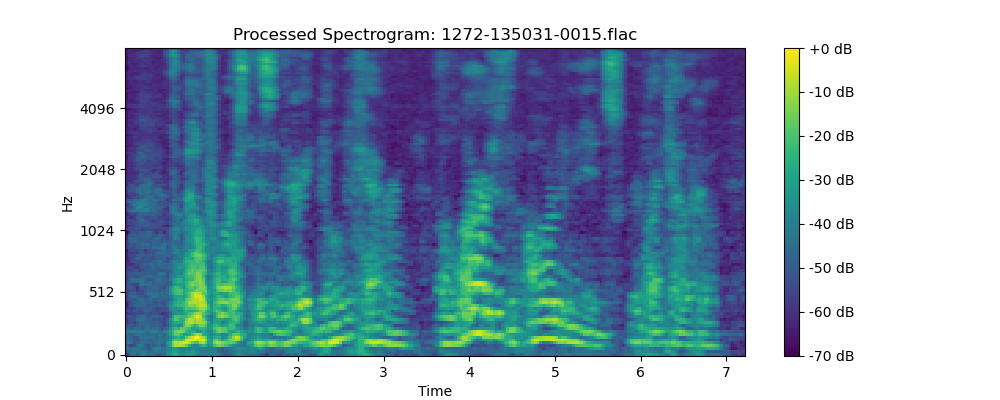 Processed Spectrogram: 1272-135031-0015.flac
Hz
4096
2048
1024
512
0
0 1 2 3 4 5 6 7
Time
+0 dB
-10 dB
-20 dB
-30 dB
-40 dB
-50 dB
-60 dB
-70 dB